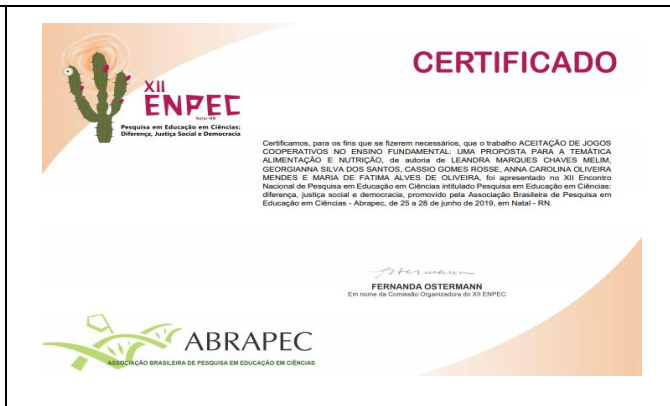 CERTIFICADO
XII
ENPEC
Natal-RN
Pesquisa em Educação em Ciências:
Diferença, Justiça Social e Democracia
Certificamos, para os fins que se fizerem necessários, que o trabalho ACEITAÇÃO DE JOGOS
COOPERATIVOS NO ENSINO FUNDAMENTAL: UMA PROPOSTA PARA A TEMÁTICA
ALIMENTAÇÃO E NUTRIÇÃO, de autoria de LEANDRA MARQUES CHAVES MELIM,
GEORGIANNA SILVA DOS SANTOS, CASSIO GOMES ROSSE, ANNA CAROLINA OLIVEIRA
MENDES E MARIA DE FATIMA ALVES DE OLIVEIRA, foi apresentado no XII Encontro
Nacional de Pesquisa em Educação em Ciências intitulado Pesquisa em Educação em Ciências:
diferença, justiça social e democracia, promovido pela Associação Brasileira de Pesquisa em
Educação em Ciências - Abrapec, de 25 a 28 de junho de 2019, em Natal - RN.
Ostermann
FERNANDA OSTERMANN
Em nome da Comissão Organizadora do XII ENPEC
ABRAPEC
ASSOCIAÇÃO BRASILEIRA DE PESQUISA EM EDUCAÇÃO EM CIÊNCIAS